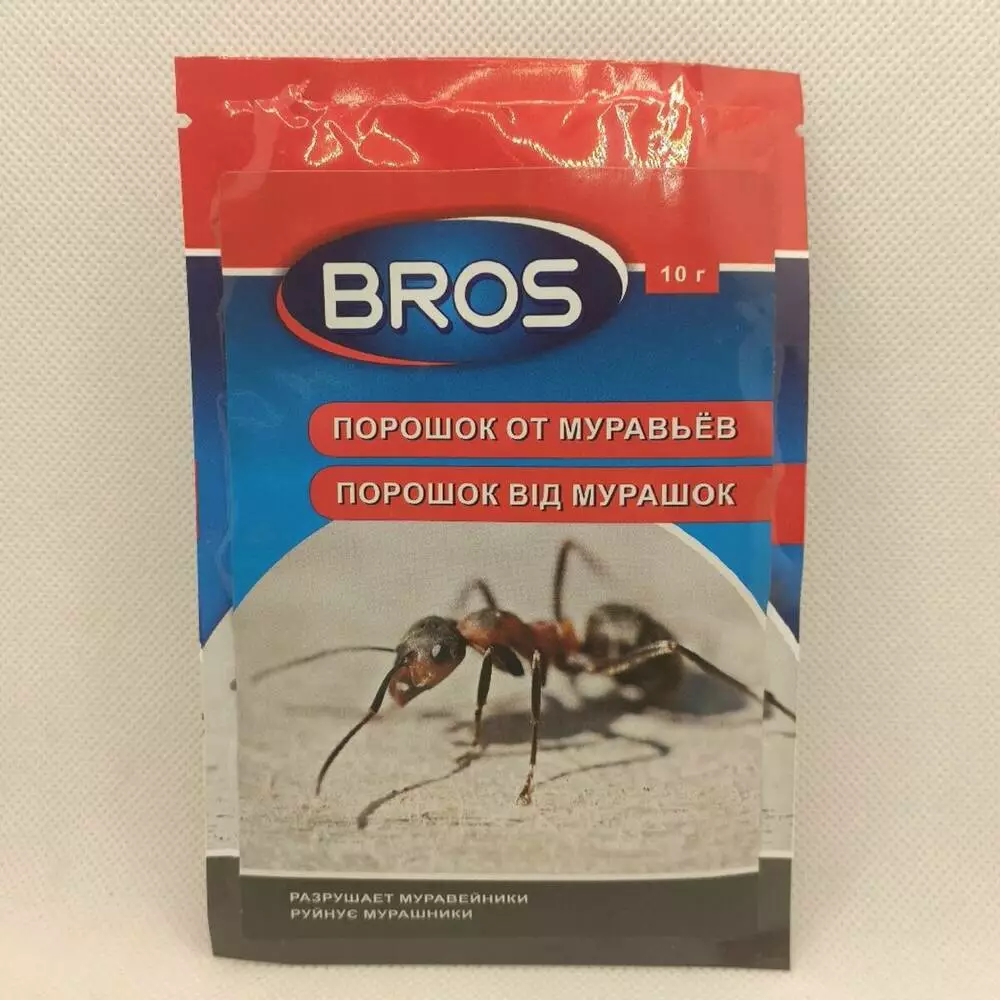 BROS
10 г
ПОРОШОК ОТ МУРАВЬЁВ
ПОРОШОК ВІД МУРАШОК
РАЗРУШАЕТ МУРАВЕЙНИКИ
РУЙНУЄ МУРАШНИКИ